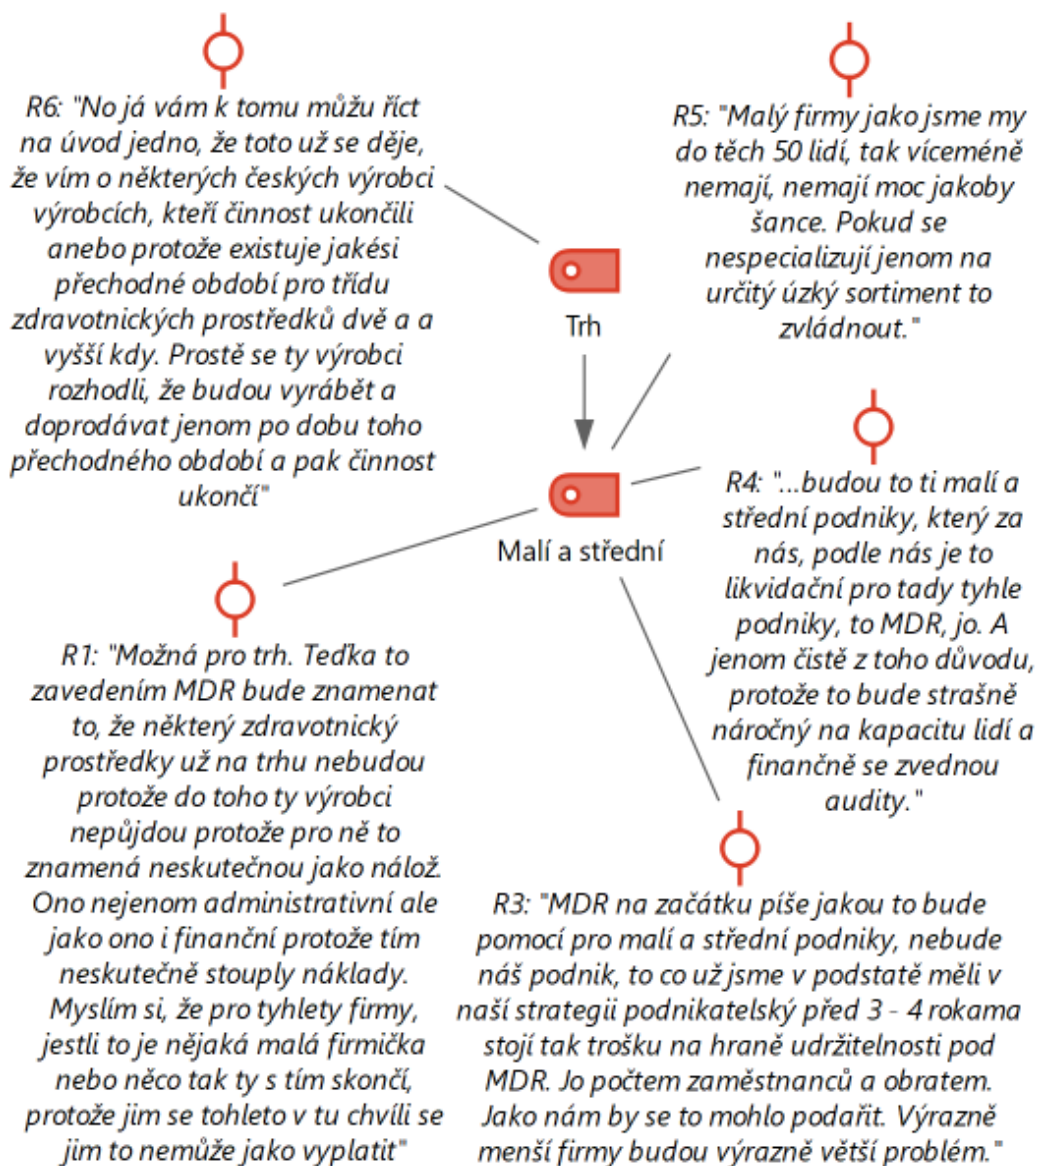 R6: "No já vám k tomu můžu říct
na úvod jedno, že toto už se děje,
že vím o některých českých výrobci
výrobcích, kteří činnost ukončili
anebo protože existuje jakési
přechodné období pro třídu
zdravotnických prostředků dvě a a
vyšší kdy. Prostě se ty výrobci
rozhodli, že budou vyrábět a
doprodávat jenom po dobu toho
přechodného období a pak činnost
ukončí"
R5: "Malý firmy jako jsme my
do těch 50 lidí, tak víceméně
nemají, nemají moc jakoby
šance. Pokud se
nespecializují jenom na
určitý úzký sortiment to
zvládnout."
Trh
Malí a střední
R4: "...budou to ti malí a
střední podniky, který za
nás, podle nás je to
likvidační pro tady tyhle
podniky, to MDR, jo. A
jenom čistě z toho důvodu,
protože to bude strašně
náročný na kapacitu lidí a
finančně se zvednou
audity."
R1: "Možná pro trh. Teďka to
zavedením MDR bude znamenat
to, že některý zdravotnický
prostředky už na trhu nebudou
protože do toho ty výrobci
nepůjdou protože pro ně to
znamená neskutečnou jako nálož.
Ono nejenom administrativní ale
jako ono i finanční protože tím
neskutečně stouply náklady.
Myslím si, že pro tyhlety firmy,
jestli to je nějaká malá firmička
nebo něco tak ty s tím skončí,
protože jim se tohleto v tu chvíli se
jim to nemůže jako vyplatit"
R3: "MDR na začátku píše jakou to bude
pomocí pro malí a střední podniky, nebude
náš podnik, to co už jsme v podstatě měli v
naší strategii podnikatelský před 3 - 4 rokama
stojí tak trošku na hraně udržitelnosti pod
MDR. Jo počtem zaměstnanců a obratem.
Jako nám by se to mohlo podařit. Výrazně
menší firmy budou výrazně větší problém."